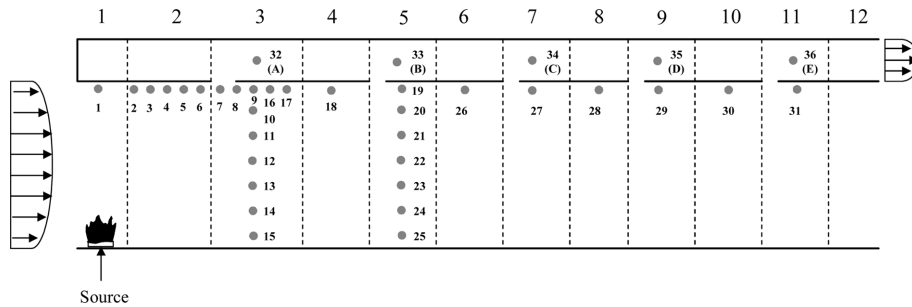 1 2 3 4 5 6 7 8 9 10 11 12
32 33 34 35 36
(A) (B) (C) (D) (E)
1 2 3 4 5 6 7 8 9 16 17 18 19
10 20 26 27 28 29 30 31
11 21
12 22
13 23
14 24
15 25
Source